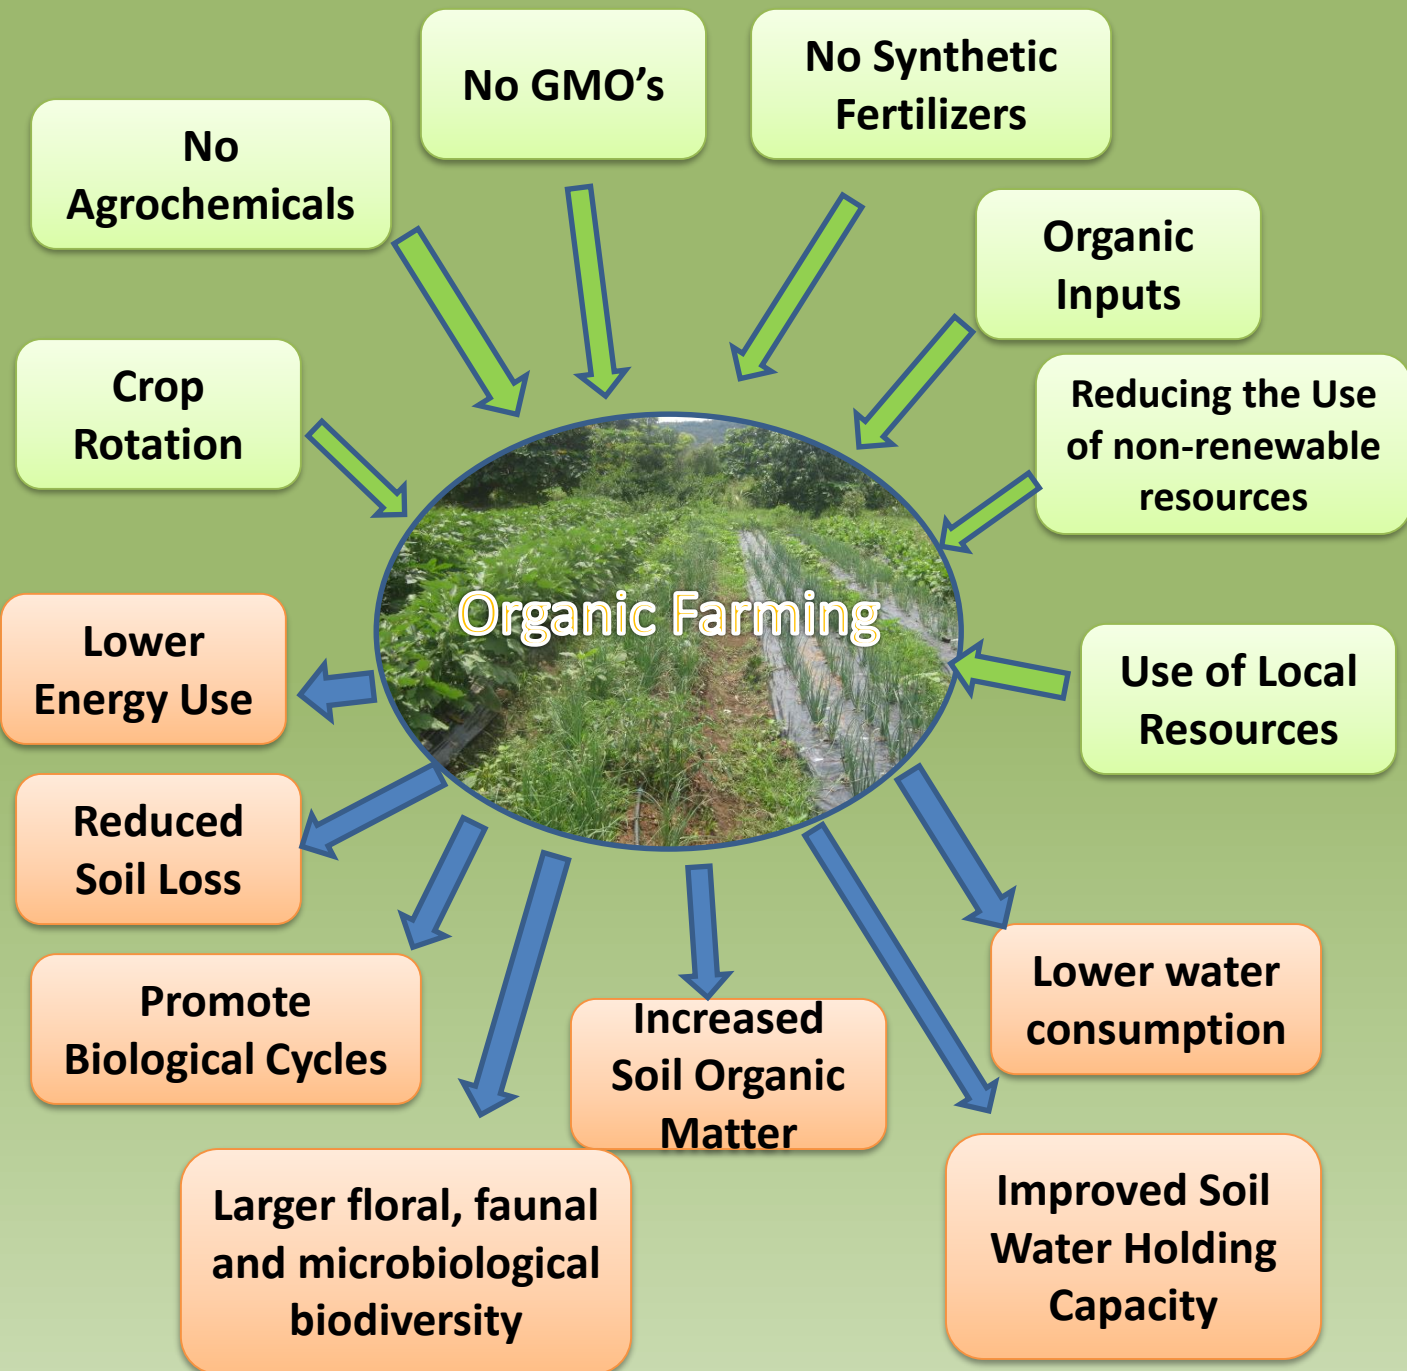 No GMO’s
No Synthetic
Fertilizers
No
Agrochemicals
Organic
Inputs
Crop
Rotation
Reducing the Use
of non-renewable
resources
Organic Farming
Lower
Energy Use
Use of Local
Resources
Reduced
Soil Loss
Promote
Biological Cycles
Increased
Soil Organic
Matter
Lower water
consumption
Larger floral, faunal
and microbiological
biodiversity
Improved Soil
Water Holding
Capacity